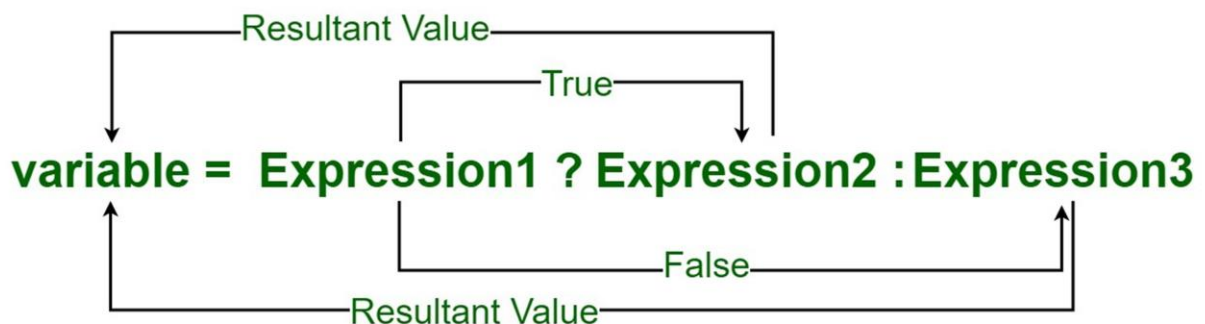 Resultant Value
True
variable = Expression1 ? Expression2 :Expression3
False
Resultant Value